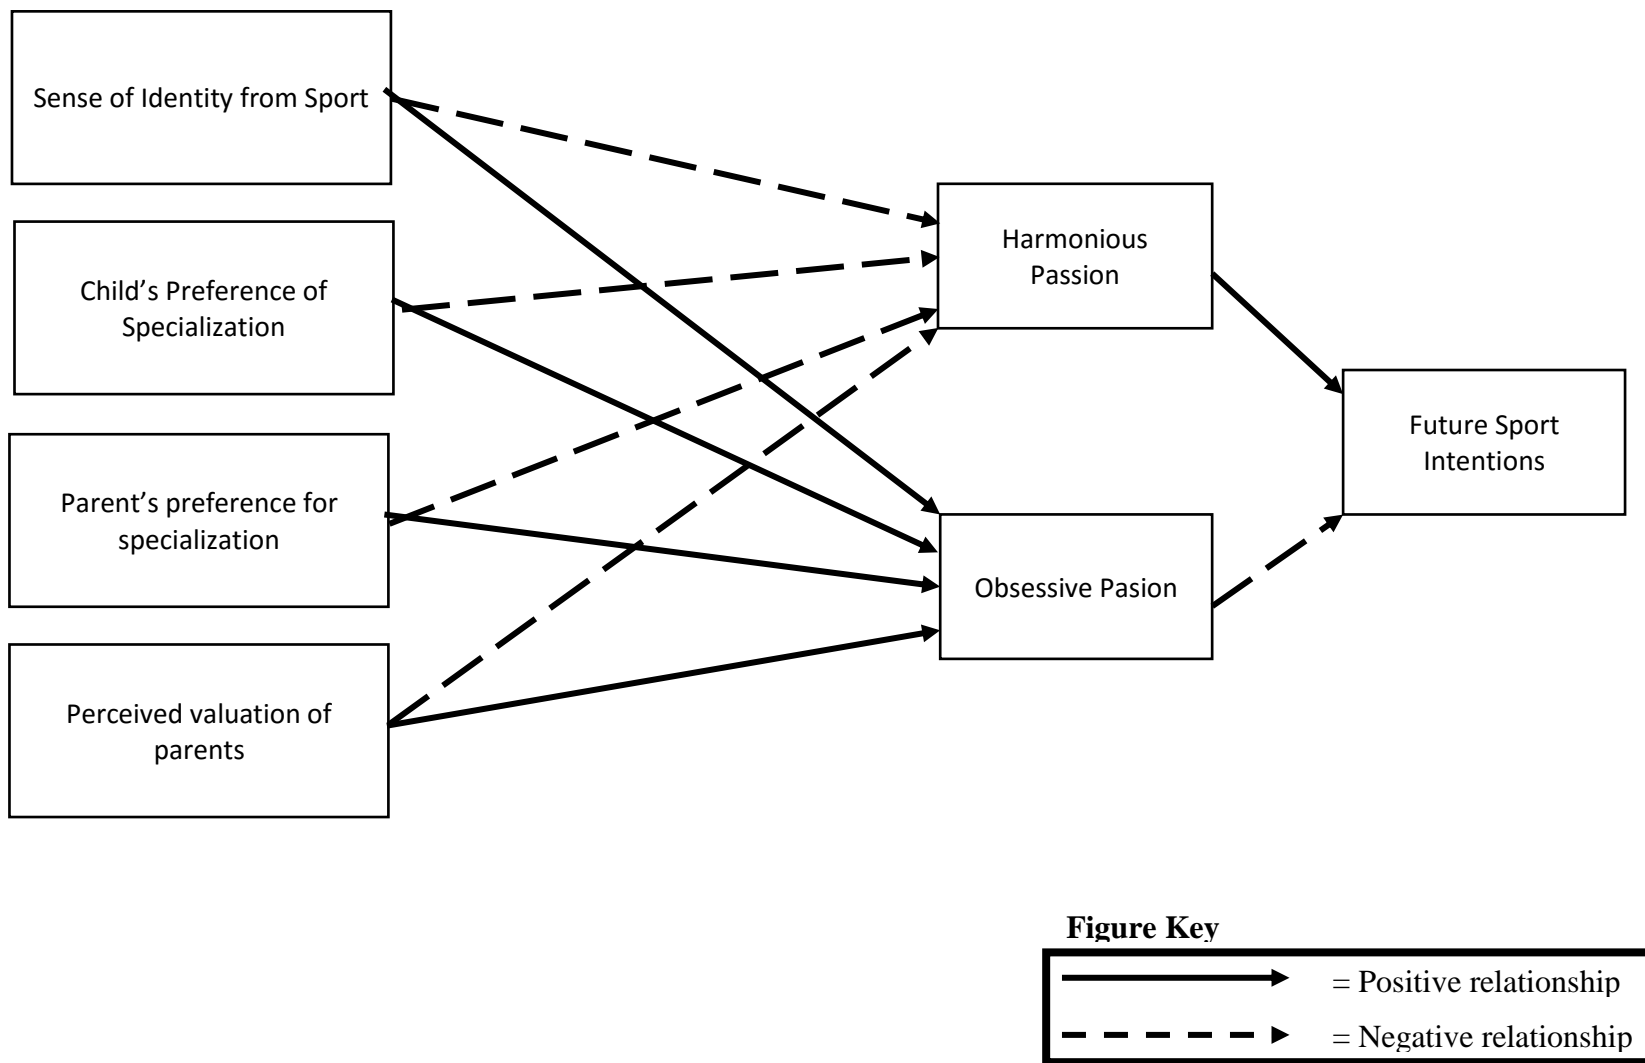 Sense of Identity from Sport
Child’s Preference of
Specialization
Parent’s preference for
specialization
Perceived valuation of
parents
Harmonious
Passion
Obsessive Pasion
Future Sport
Intentions
Figure Key
= Positive relationship
= Negative relationship